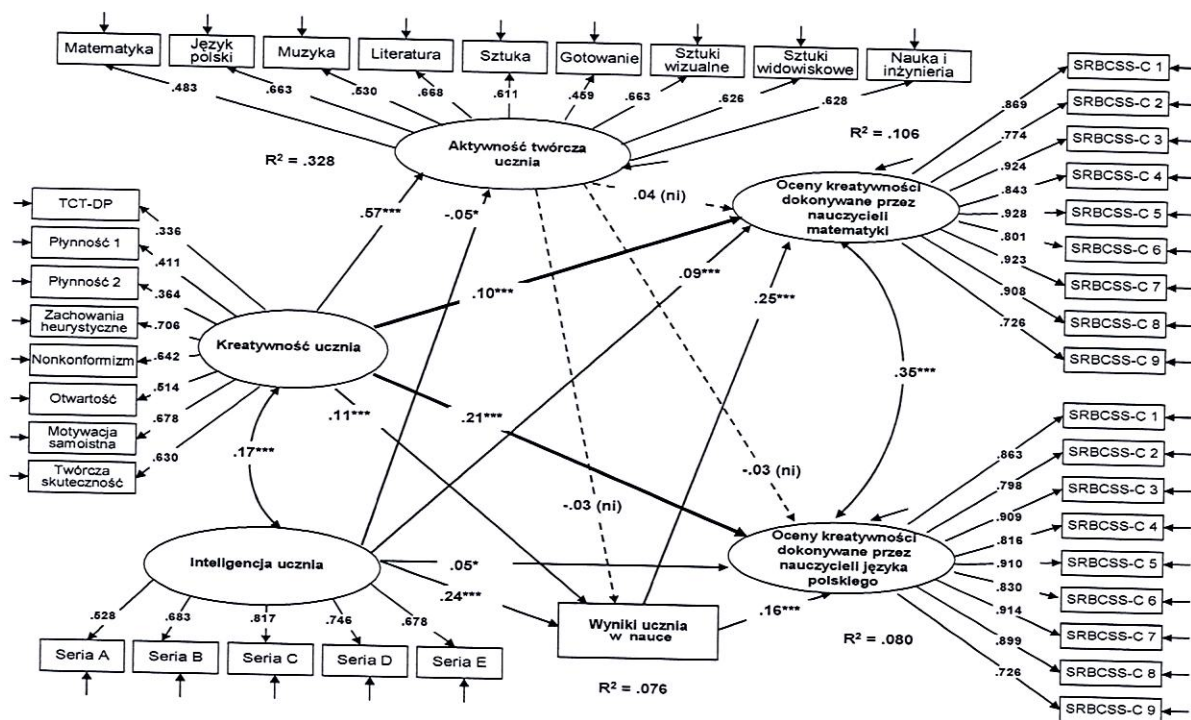 Matematyka
Język
polski
Muzyka
Literatura
Sztuka
Gotowanie
Sztuki
wizualne
Sztuki
widowiskowe
Nauka i
inżynieria
.483
.663
.530
.668
.611
.459
.663
.626
.628
Aktywność twórcza
ucznia
R² = .328
R² = .106
SRBCSS-C 1
SRBCSS-C 2
SRBCSS-C 3
SRBCSS-C 4
SRBCSS-C 5
SRBCSS-C 6
SRBCSS-C 7
SRBCSS-C 8
SRBCSS-C 9
.869
.774
.924
.843
.928
.801
.923
.908
.726
Oceny kreatywności
dokonywane przez
nauczycieli
matematyki
TCT-DP
Płynność 1
Płynność 2
Zachowania
heurystyczne
Nonkonformizm
Otwartość
Motywacja
samoistna
Twórcza
skuteczność
.336
.411
.364
.706
.642
.514
.678
.630
Kreatywność ucznia
.57***
-.05*
.04 (ni)
.10***
.09***
.25***
.35***
.11***
.21***
.17***
-.03 (ni)
-.03 (ni)
SRBCSS-C 1
SRBCSS-C 2
SRBCSS-C 3
SRBCSS-C 4
SRBCSS-C 5
SRBCSS-C 6
SRBCSS-C 7
SRBCSS-C 8
SRBCSS-C 9
.863
.798
.909
.816
.910
.830
.914
.899
.726
Oceny kreatywności
dokonywane przez
nauczycieli języka
polskiego
Inteligencja ucznia
.05*
.24***
.16***
Wyniki ucznia
w nauce
R² = .080
R² = .076
.528
.683
.817
.746
.678
Seria A
Seria B
Seria C
Seria D
Seria E